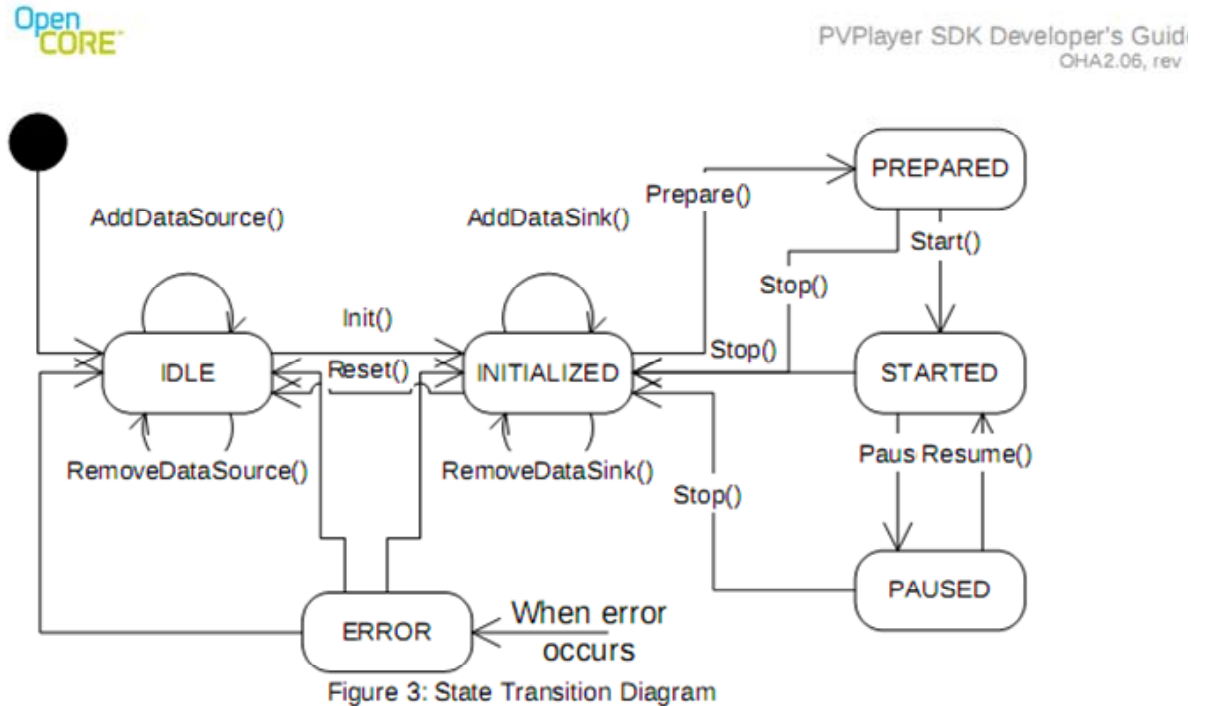 Open
CORE
PVPlayer SDK Developer's Guid
OHA2.06, rev
PREPARED
Prepare()
AddDataSource()
AddDataSink()
Start()
Stop()
Init()
Stop()
IDLE
Reset()
INITIALIZED
STARTED
Paus
Resume()
RemoveDataSource()
RemoveDataSink()
Stop()
PAUSED
When error
occurs
ERROR
Figure 3: State Transition Diagram